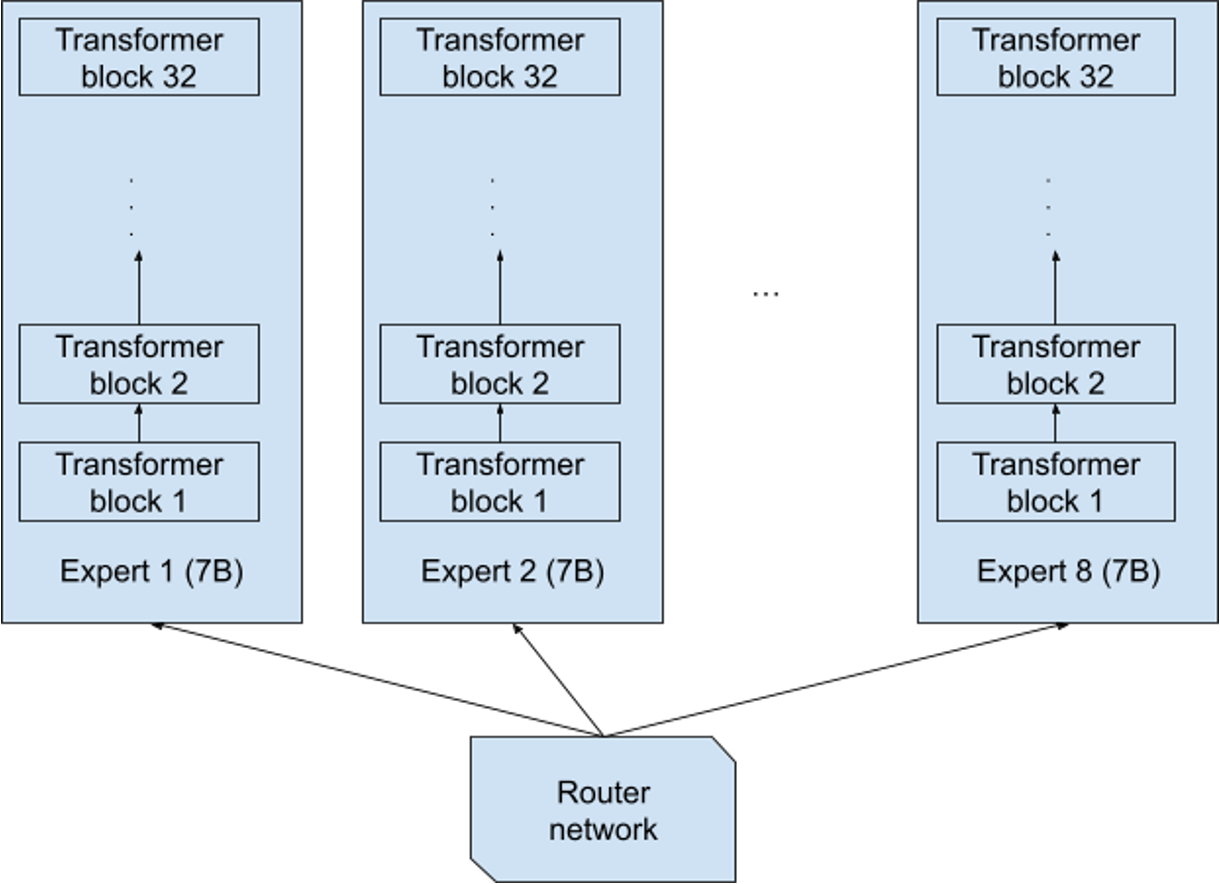 Transformer
block 32
Transformer
block 32
Transformer
block 32
...
Transformer
block 2
Transformer
block 2
Transformer
block 2
Transformer
block 1
Transformer
block 1
Transformer
block 1
Expert 1 (7B)
Expert 2 (7B)
Expert 8 (7B)
Router
network